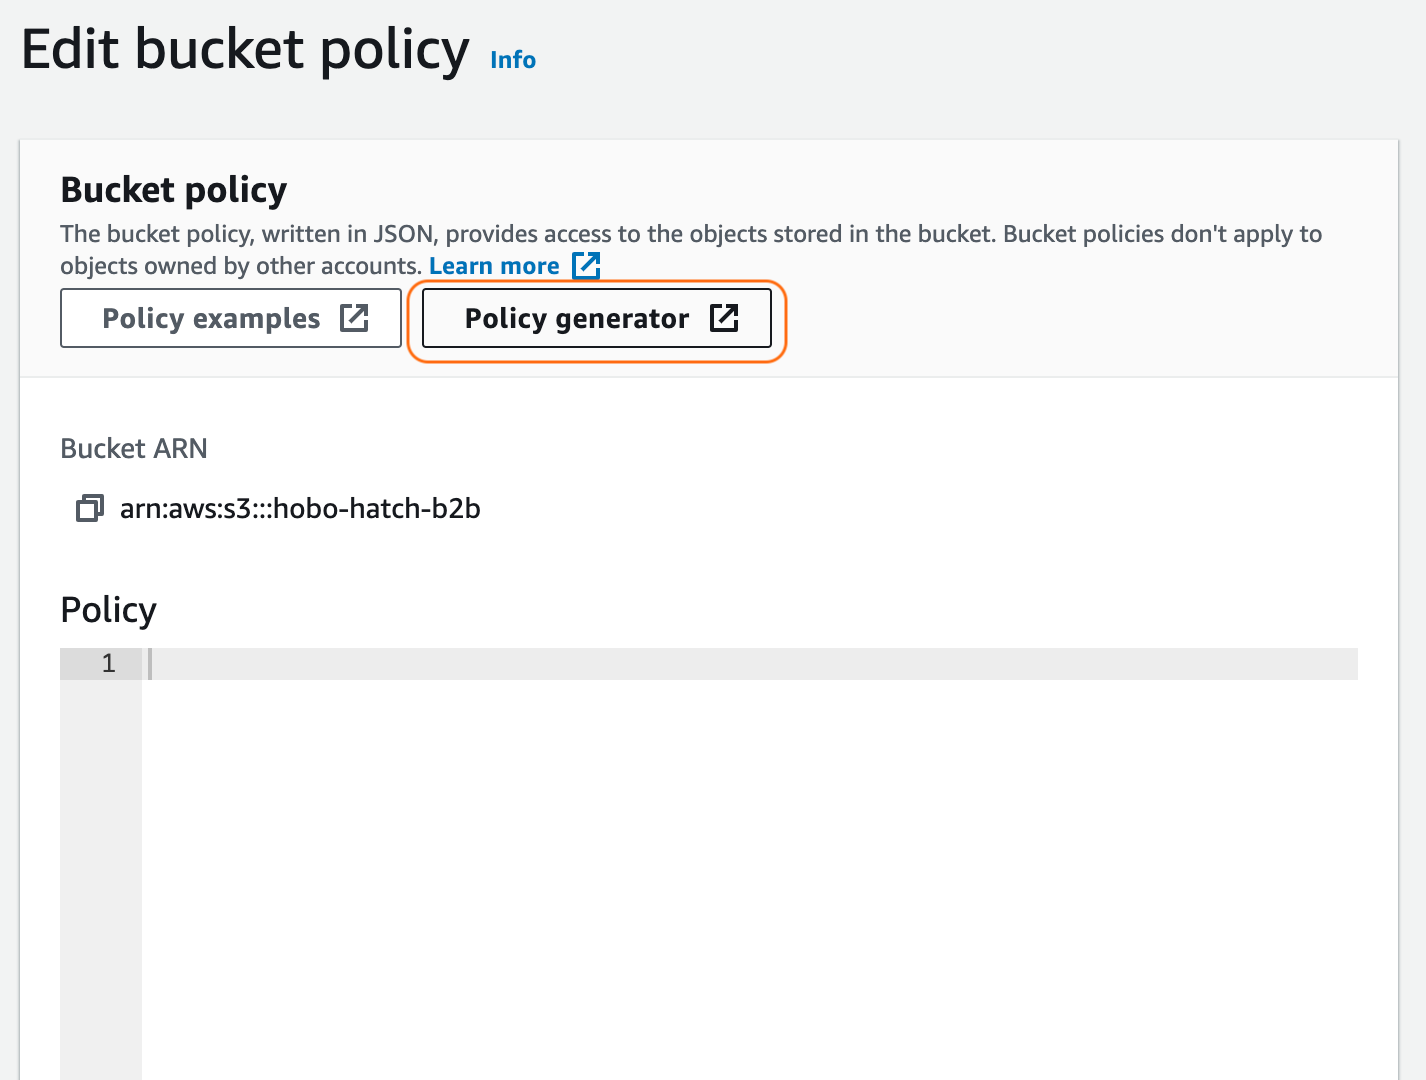 Edit bucket policy Info
Bucket policy
The bucket policy, written in JSON, provides access to the objects stored in the bucket. Bucket policies don't apply to
objects owned by other accounts. Learn more
Policy examples Policy generator
Bucket ARN
arn:aws:s3:::hobo-hatch-b2b
Policy
1